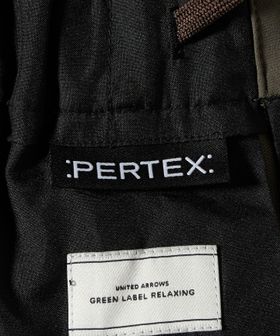 :PERTEX:
UNITED ARROWS
GREEN LABEL RELAXING